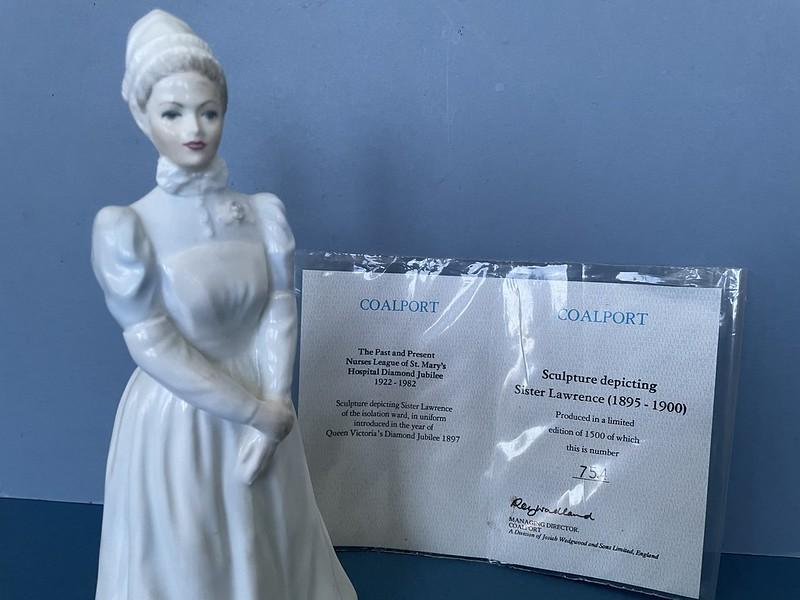 COALPORT
The Past and Present
Nurses League of St. Mary's
Hospital Diamond Jubilee
1922 - 1982
Sculpture depicting Sister Lawrence
of the isolation ward, in uniform
introduced in the year of
Queen Victoria's Diamond Jubilee 1897
COALPORT
Sculpture depicting
Sister Lawrence (1895 - 1900)
Produced in a limited
edition of 1500 of which
this is number
754
MANAGING DIRECTOR.
COALPORT
A Division of Josiah Wedgwood and Sons Limited, England